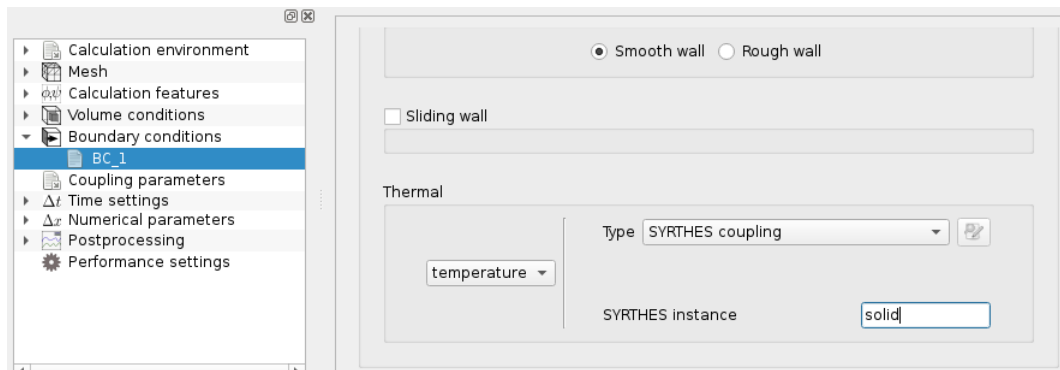 Calculation environment
Mesh
Calculation features
Volume conditions
Boundary conditions
BC_1
Coupling parameters
Δt Time settings
Δx Numerical parameters
Postprocessing
Performance settings
Smooth wall Rough wall
Sliding wall
Thermal
Type SYRTHES coupling
temperature
SYRTHES instance solid